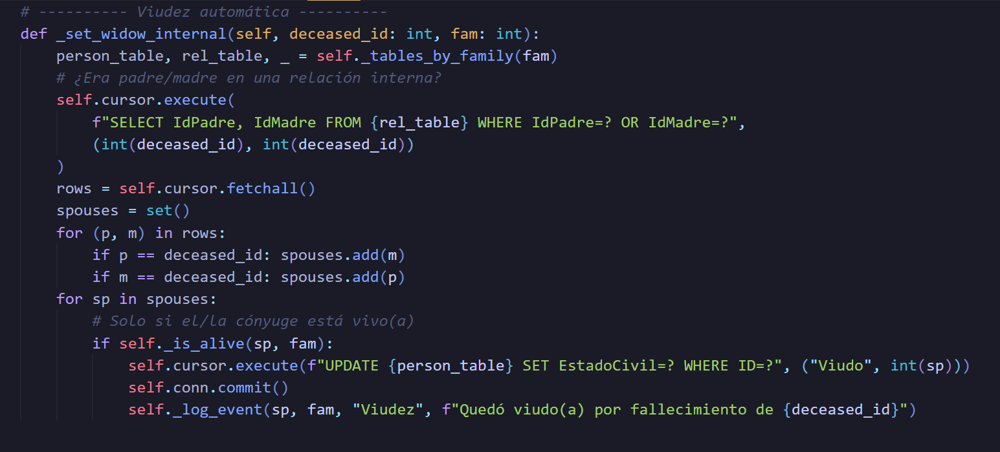 # ---------- Viudez automática ----------
def _set_widow_internal(self, deceased_id: int, fam: int):
    person_table, rel_table, _ = self._tables_by_family(fam)
    # ¿Era padre/madre en una relación interna?
    self.cursor.execute(
        f"SELECT IdPadre, IdMadre FROM {rel_table} WHERE IdPadre=? OR IdMadre=?",
        (int(deceased_id), int(deceased_id))
    )
    rows = self.cursor.fetchall()
    spouses = set()
    for (p, m) in rows:
        if p == deceased_id: spouses.add(m)
        if m == deceased_id: spouses.add(p)
    for sp in spouses:
        # Solo si el/la cónyuge está vivo(a)
        if self._is_alive(sp, fam):
            self.cursor.execute(f"UPDATE {person_table} SET EstadoCivil=? WHERE ID=?", ("Viudo", int(sp)))
            self.conn.commit()
            self._log_event(sp, fam, "Viudez", f"Quedó viudo(a) por fallecimiento de {deceased_id}")